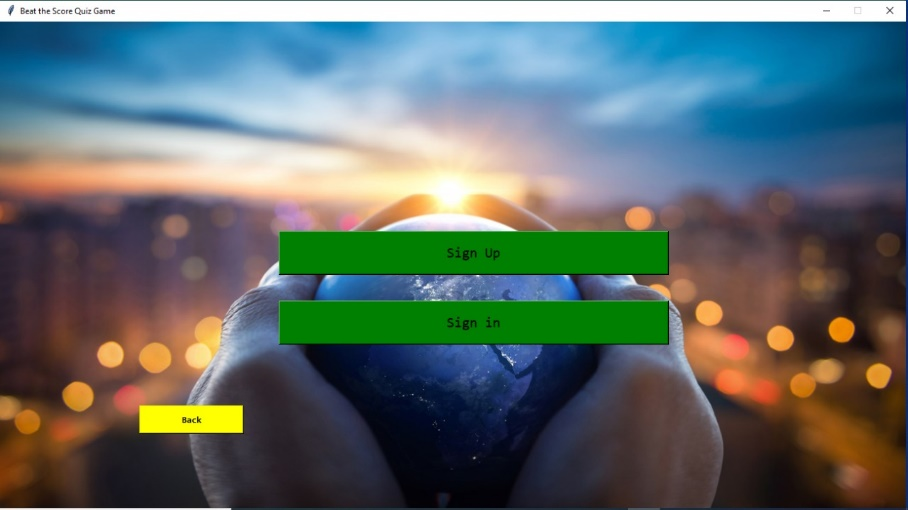 Beat the Score Quiz Game
Sign Up
Sign in
Back